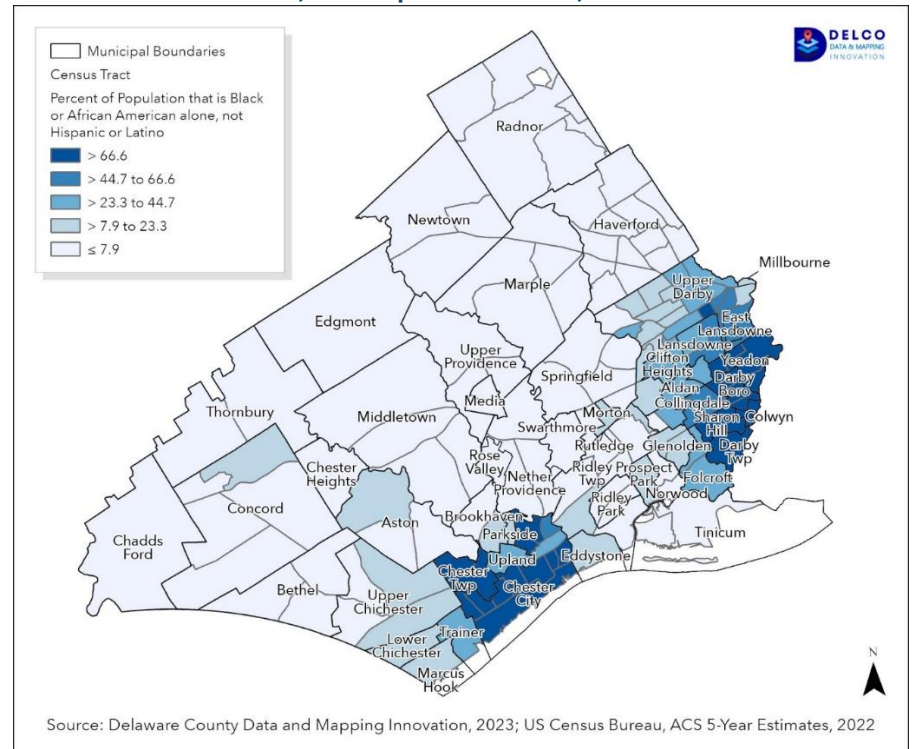 Municipal Boundaries
Census Tract
Percent of Population that is Black
or African American alone, not
Hispanic or Latino
> 66.6
> 44.7 to 66.6
> 23.3 to 44.7
> 7.9 to 23.3
≤ 7.9
DELCO
DATA & MAPPING
INNOVATION
Radnor
Newtown
Haverford
Millbourne
Marple
Upper
Darby
Edgmont
East
Lansdowne
Lansdowne
Upper
Providence
Clifton
Heights
Yeadon
Springfield
Darby
Boro
Aldan
Media
Collingdale
Thornbury
Middletown
Morton
Sharon
Hill
Colwyn
Swarthmore
Rutledge
Glenolden
Darby
Twp
Rose
Valley
Chester
Heights
Nether
Providence
Ridley
Twp
Prospect
Park
Folcroft
Norwood
Concord
Ridley
Park
Aston
Brookhaven
Parkside
Tinicum
Chadds
Ford
Upland
Eddystone
Chester
Twp
Bethel
Upper
Chichester
Chester
City
Trainer
Lower
Chichester
Marcus
Hook
N
Source: Delaware County Data and Mapping Innovation, 2023; US Census Bureau, ACS 5-Year Estimates, 2022